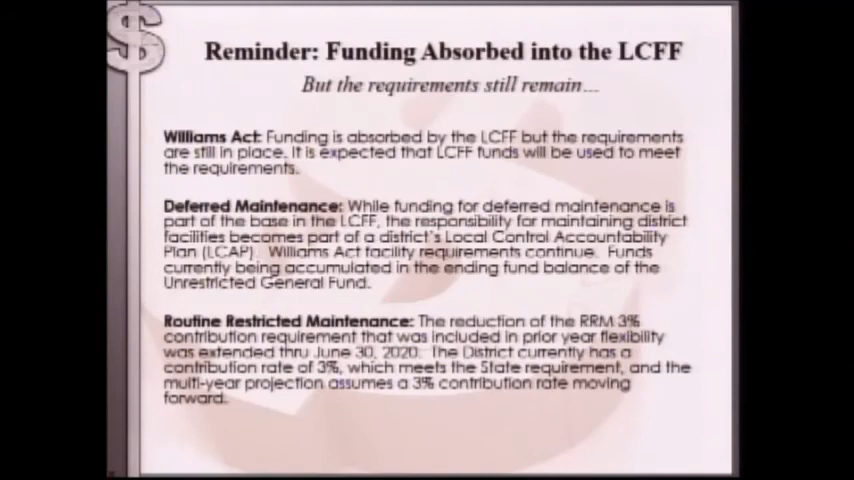 $
Reminder: Funding Absorbed into the LCFF
But the requirements still remain...
Williams Act: Funding is absorbed by the LCFF but the requirements
are still in place. It is expected that LCFF funds will be used to meet
the requirements.
Deferred Maintenance: While funding for deferred maintenance is
part of the base in the LCFF, the responsibility for maintaining district
facilities becomes part of a district's Local Control Accountability
Plan (LCAP). Williams Act facility requirements continue. Funds
currently being accumulated in the ending fund balance of the
Unrestricted General Fund.
Routine Restricted Maintenance: The reduction of the RRM 3%
contribution requirement that was included in prior year flexibility
was extended thru June 30, 2020. The District currently has a
contribution rate of 3%, which meets the State requirement, and the
multi-year projection assumes a 3% contribution rate moving
forward.